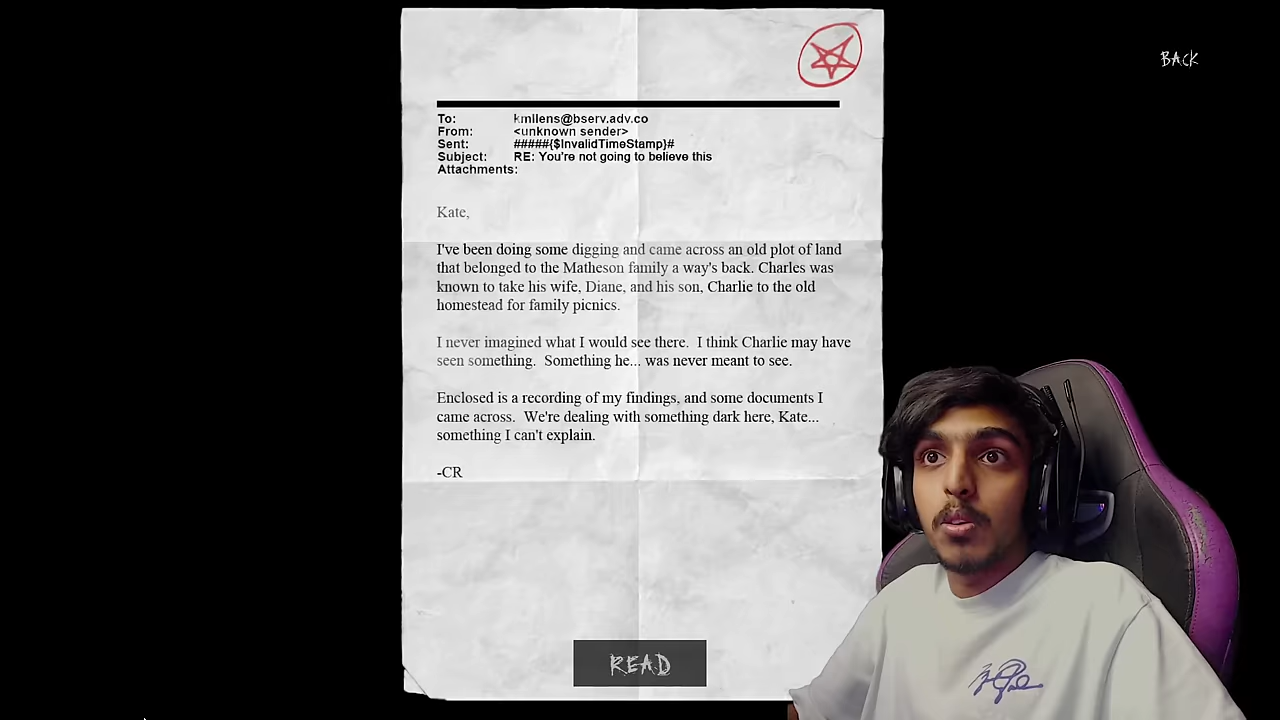 BACK
To: kmllens@bserv.adv.co
From: <unknown sender>
Sent: #####{$InvalidTimeStamp}#
Subject: RE: You're not going to believe this
Attachments:
Kate,
I've been doing some digging and came across an old plot of land
that belonged to the Matheson family a way's back. Charles was
known to take his wife, Diane, and his son, Charlie to the old
homestead for family picnics.
I never imagined what I would see there. I think Charlie may have
seen something. Something he... was never meant to see.
Enclosed is a recording of my findings, and some documents I
came across. We're dealing with something dark here, Kate...
something I can't explain.
-CR
READ